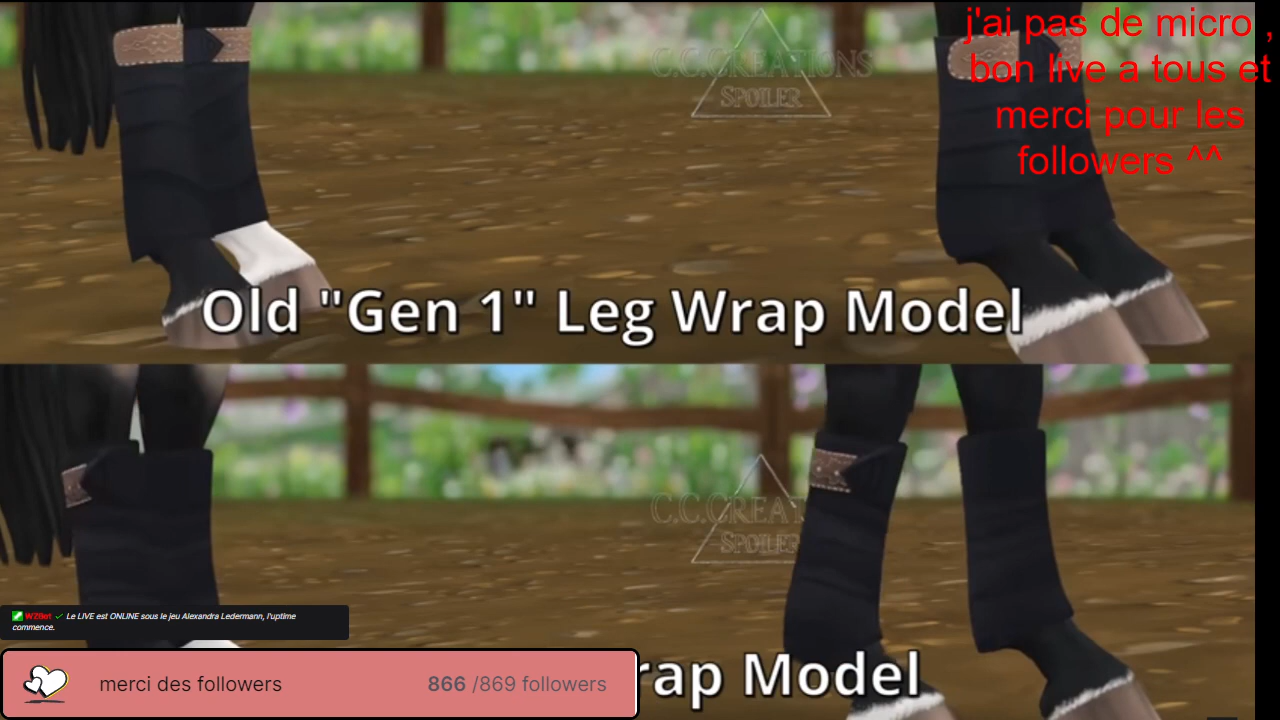 j'ai pas de micro ,
bon live a tous et
merci pour les
followers ^^
C.C.CREATIONS
SPOILER
Old "Gen 1" Leg Wrap Model
C.C.CREAT
SPOILER
WZBot ✓ Le LIVE est ONLINE sous le jeu Alexandra Ledermann, l'uptime
commence.
merci des followers 866 /869 followers
rap Model